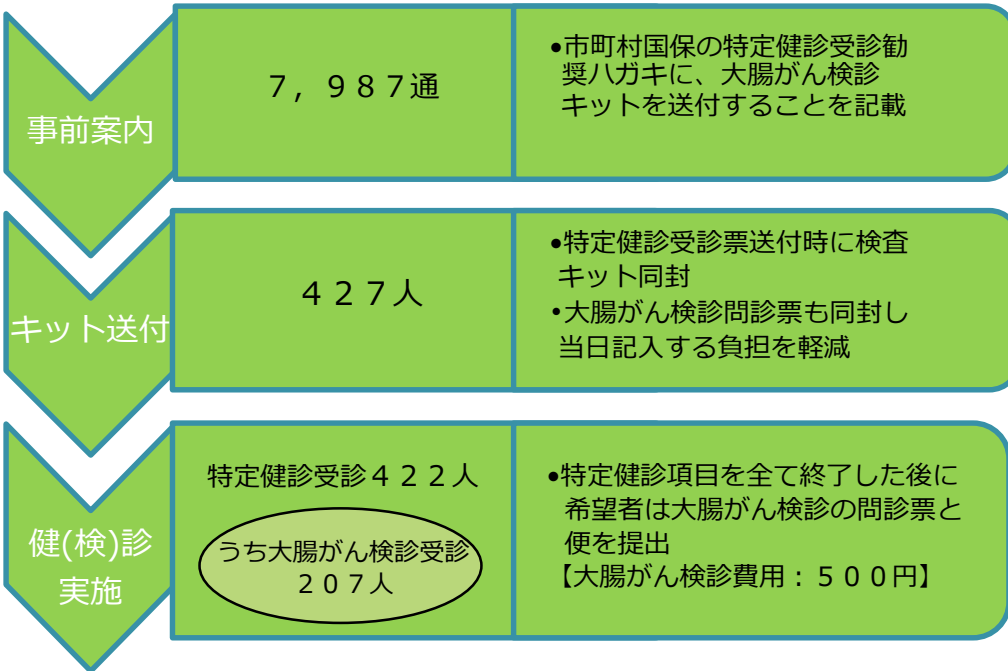 事前案内
7，987通
•市町村国保の特定健診受診勧
奨ハガキに、大腸がん検診
キットを送付することを記載
キット送付
427人
•特定健診受診票送付時に検査
キット同封
•大腸がん検診問診票も同封し
当日記入する負担を軽減
健(検)診
実施
特定健診受診422人
うち大腸がん検診受診
207人
•特定健診項目を全て終了した後に
希望者は大腸がん検診の問診票と
便を提出
【大腸がん検診費用：500円】